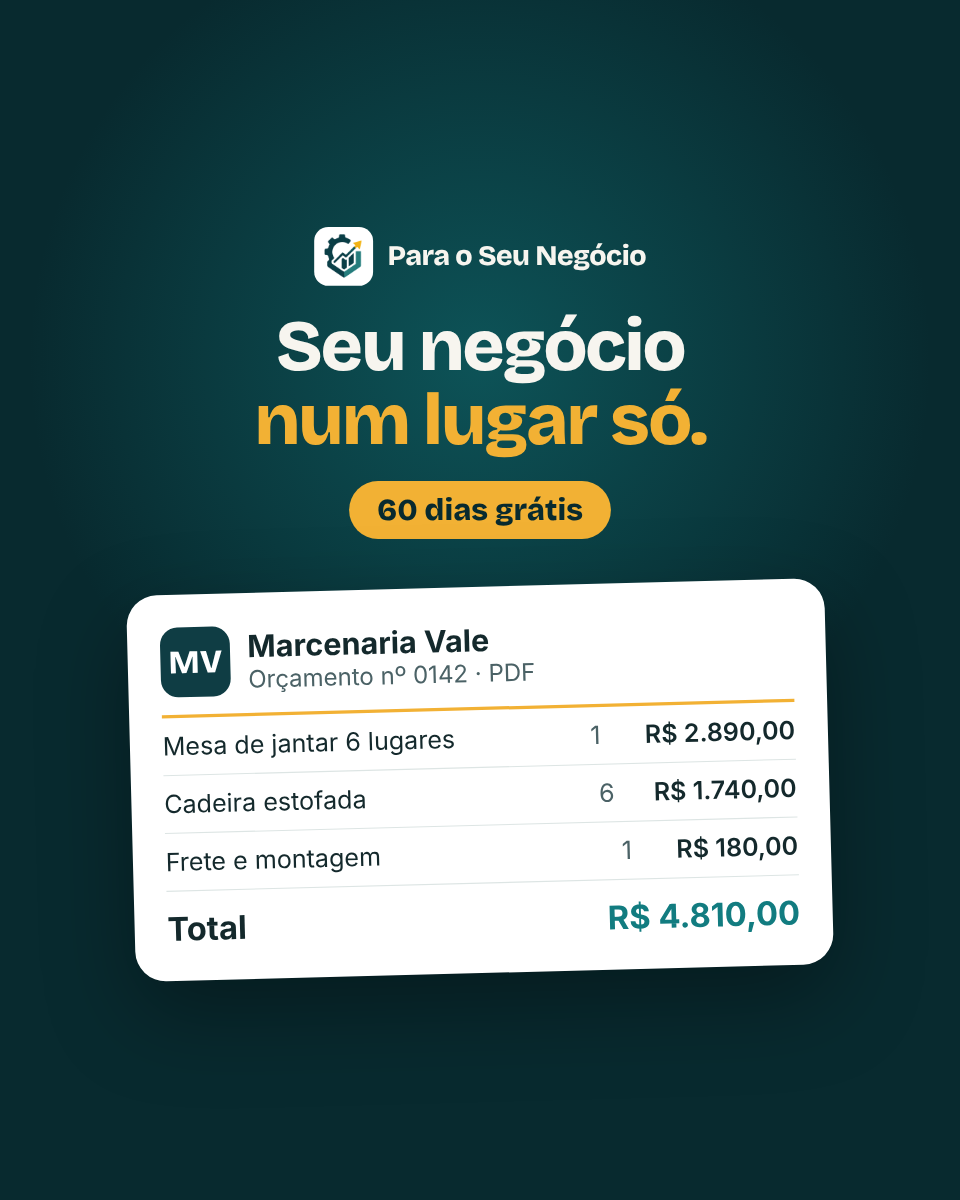 Para o Seu Negócio
Seu negócio
num lugar só.
60 dias grátis
MV
Marcenaria Vale
Orçamento nº 0142 · PDF
Mesa de jantar 6 lugares 1 R$ 2.890,00
Cadeira estofada 6 R$ 1.740,00
Frete e montagem 1 R$ 180,00
Total R$ 4.810,00